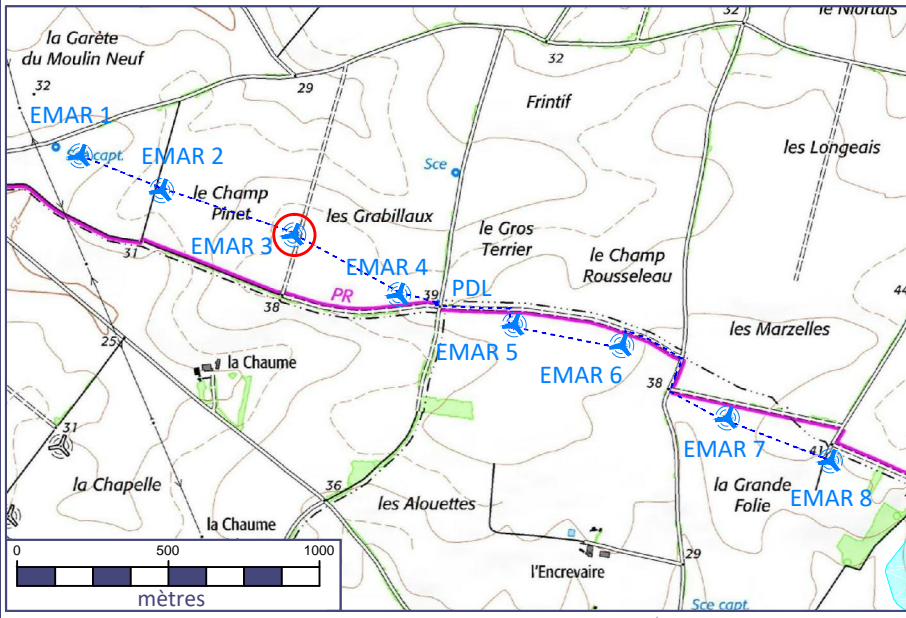 32
le Niortais
la Garète
du Moulin Neuf
32
29
32
EMAR 1
Frintif
Sce capt.
EMAR 2
les Longeais
Sce
le Champ
Pinet
les Grabillaux
le Gros
Terrier
25
31
EMAR 3
le Champ
Rousseleau
EMAR 4
39
PDL
PR
38
44
les Marzelles
EMAR 5
25
la Chaume
EMAR 6
38
31
EMAR 7
41
la Chapelle
36
les Alouettes
la Grande
Folie
EMAR 8
la Chaume
29
l'Encrevaire
0
500
1000
mètres
Sce capt.